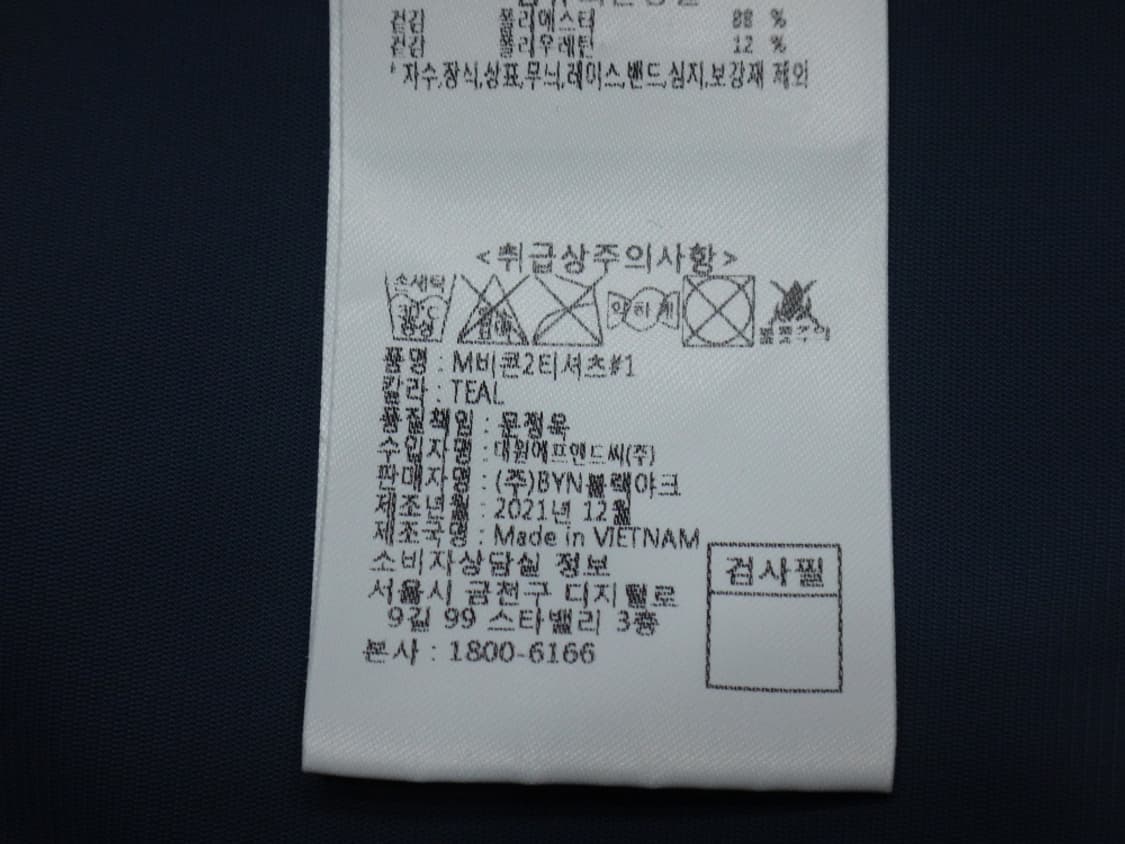 겉감 폴리에스터 88 %
겉감 폴리우레탄 12 %
* 자수,장식,상표,무늬,레이스,밴드,심지,보강재 제외
<취급상주의사항>
손세탁
30°C
중성
약하게
불꽃주의
품명 : M비콘2티셔츠#1
칼라 : TEAL
품질책임 : 문정욱
수입자명 : 대원에프앤드씨(주)
판매자명 : (주)BYN블랙야크
제조년월 : 2021년 12월
제조국명 : Made in VIETNAM
소비자상담실 정보
서울시 금천구 디지털로
9길 99 스타밸리 3층
본사 : 1800-6166
검사필